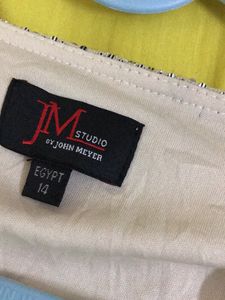 JM STUDIO
BY JOHN MEYER
EGYPT
14